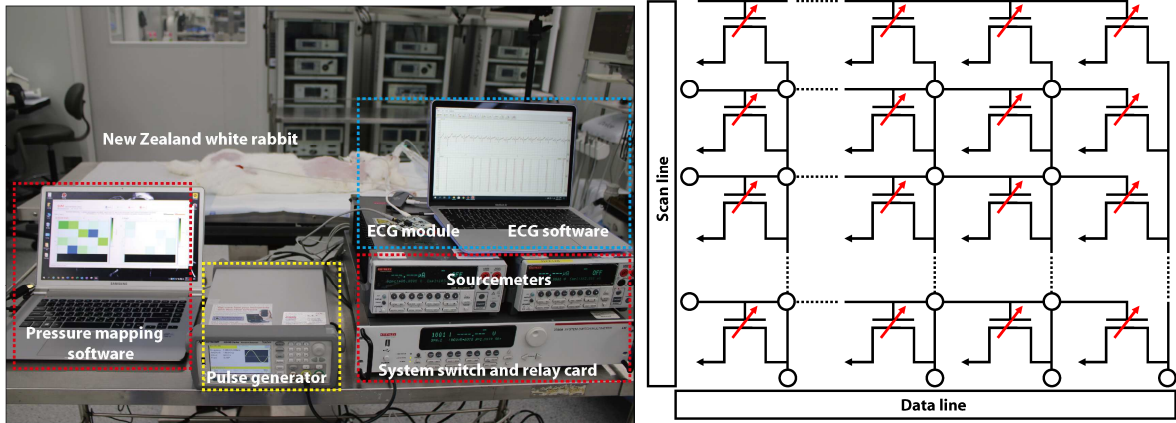 New Zealand white rabbit
ECG module
ECG software
Sourcemeters
Pressure mapping
software
Pulse generator
System switch and relay card
Scan line
Data line